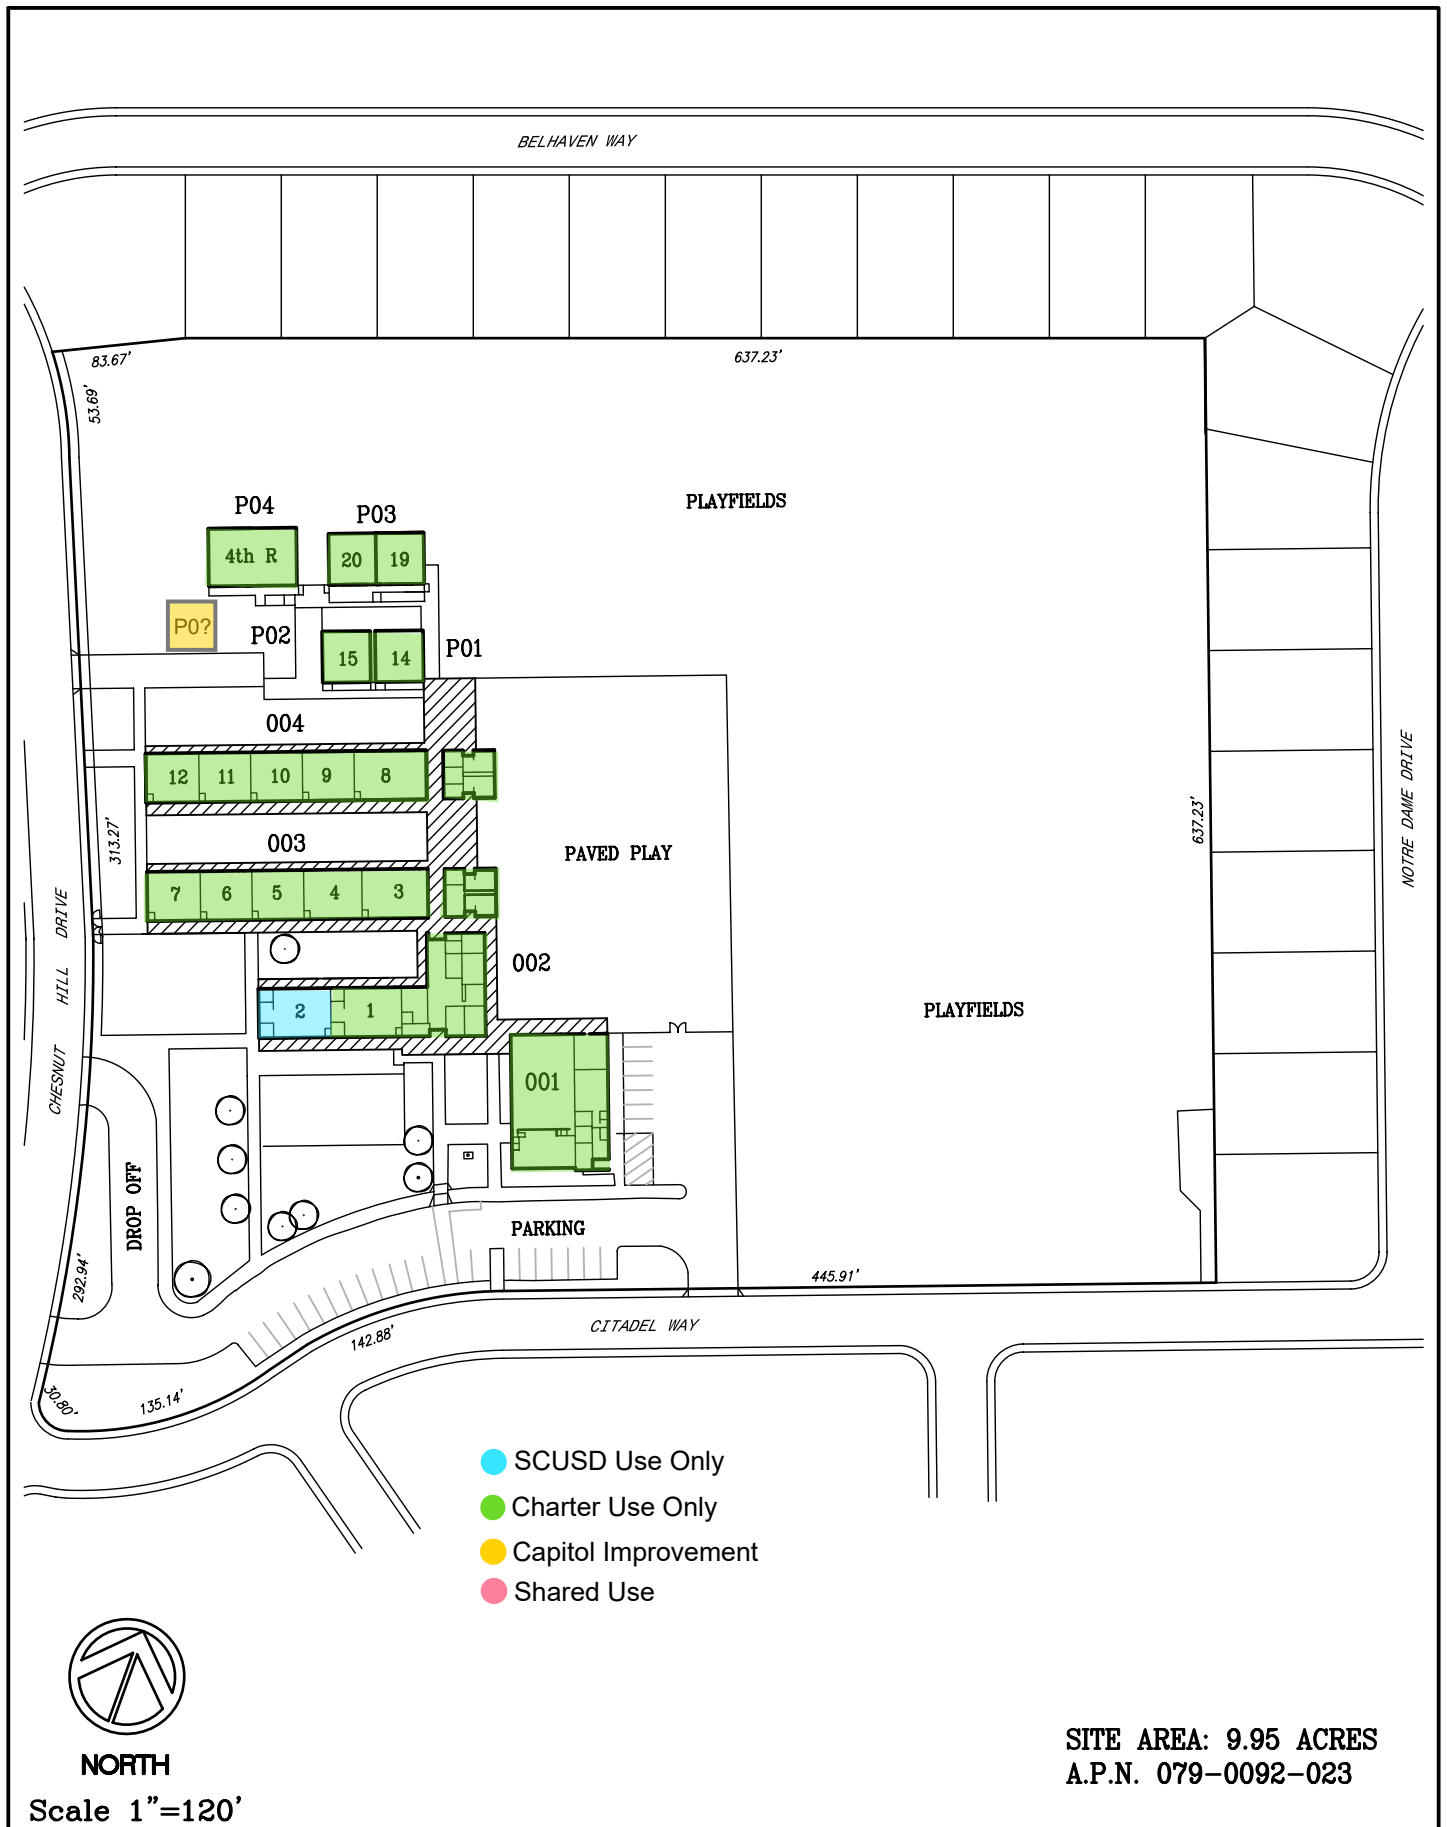 BELHAVEN WAY
83.67'
637.23'
53.69'
P04
P03
PLAYFIELDS
4th R
20
19
P0?
P02
P01
15
14
004
12
11
10
9
8
NOTRE DAME DRIVE
637.23'
313.27'
003
PAVED PLAY
7
6
5
4
3
CHESNUT HILL DRIVE
002
2
1
PLAYFIELDS
001
DROP OFF
PARKING
292.94'
445.91'
CITADEL WAY
142.88'
30.80'
135.14'
SCUSD Use Only
Charter Use Only
Capitol Improvement
Shared Use
NORTH
Scale 1"=120'
SITE AREA: 9.95 ACRES
A.P.N. 079-0092-023